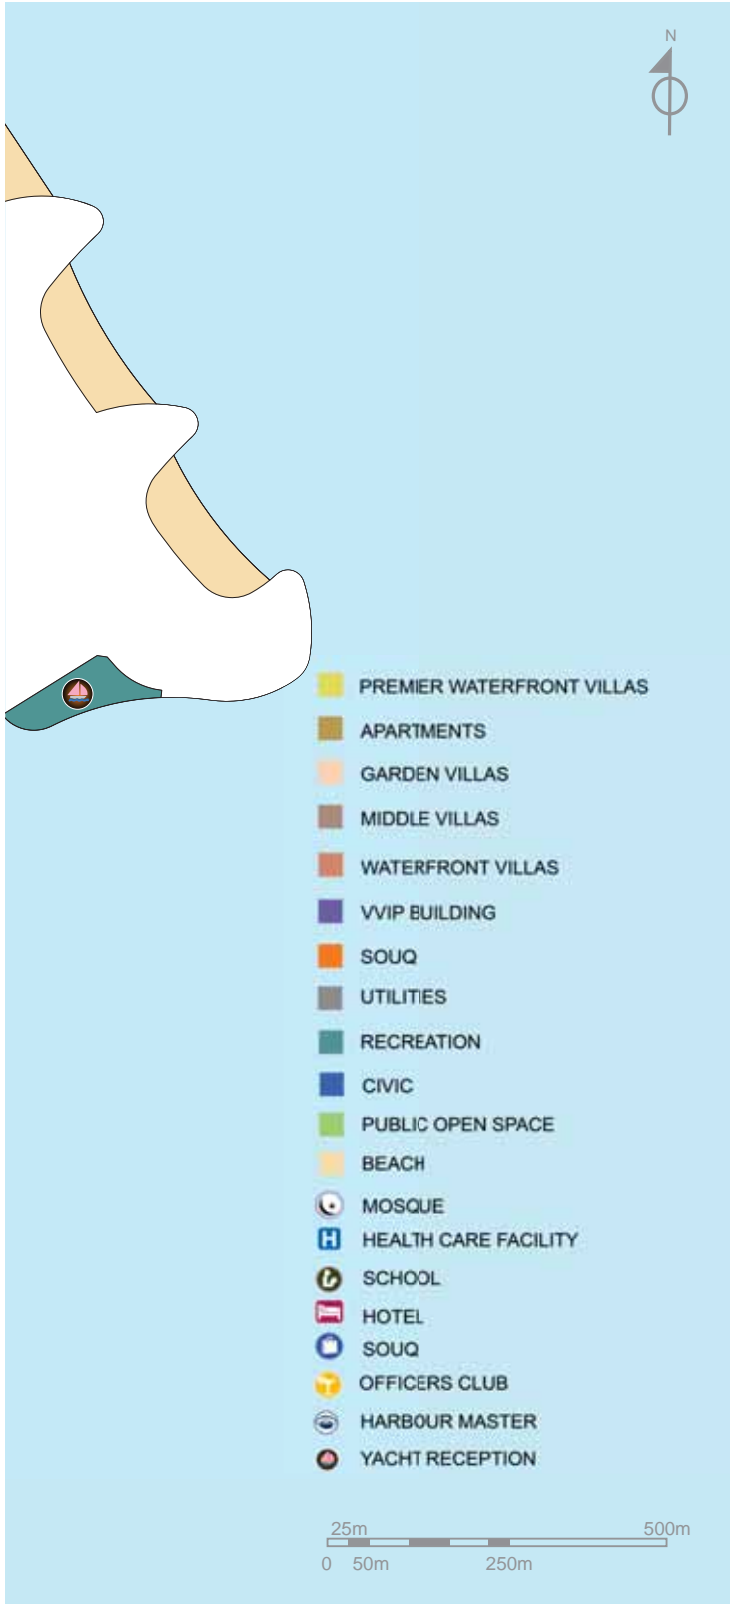 N
PREMIER WATERFRONT VILLAS
APARTMENTS
GARDEN VILLAS
MIDDLE VILLAS
WATERFRONT VILLAS
VVIP BUILDING
SOUQ
UTILITIES
RECREATION
CIVIC
PUBLIC OPEN SPACE
BEACH
MOSQUE
H HEALTH CARE FACILITY
SCHOOL
HOTEL
SOUQ
OFFICERS CLUB
HARBOUR MASTER
YACHT RECEPTION
25m 500m
0 50m 250m